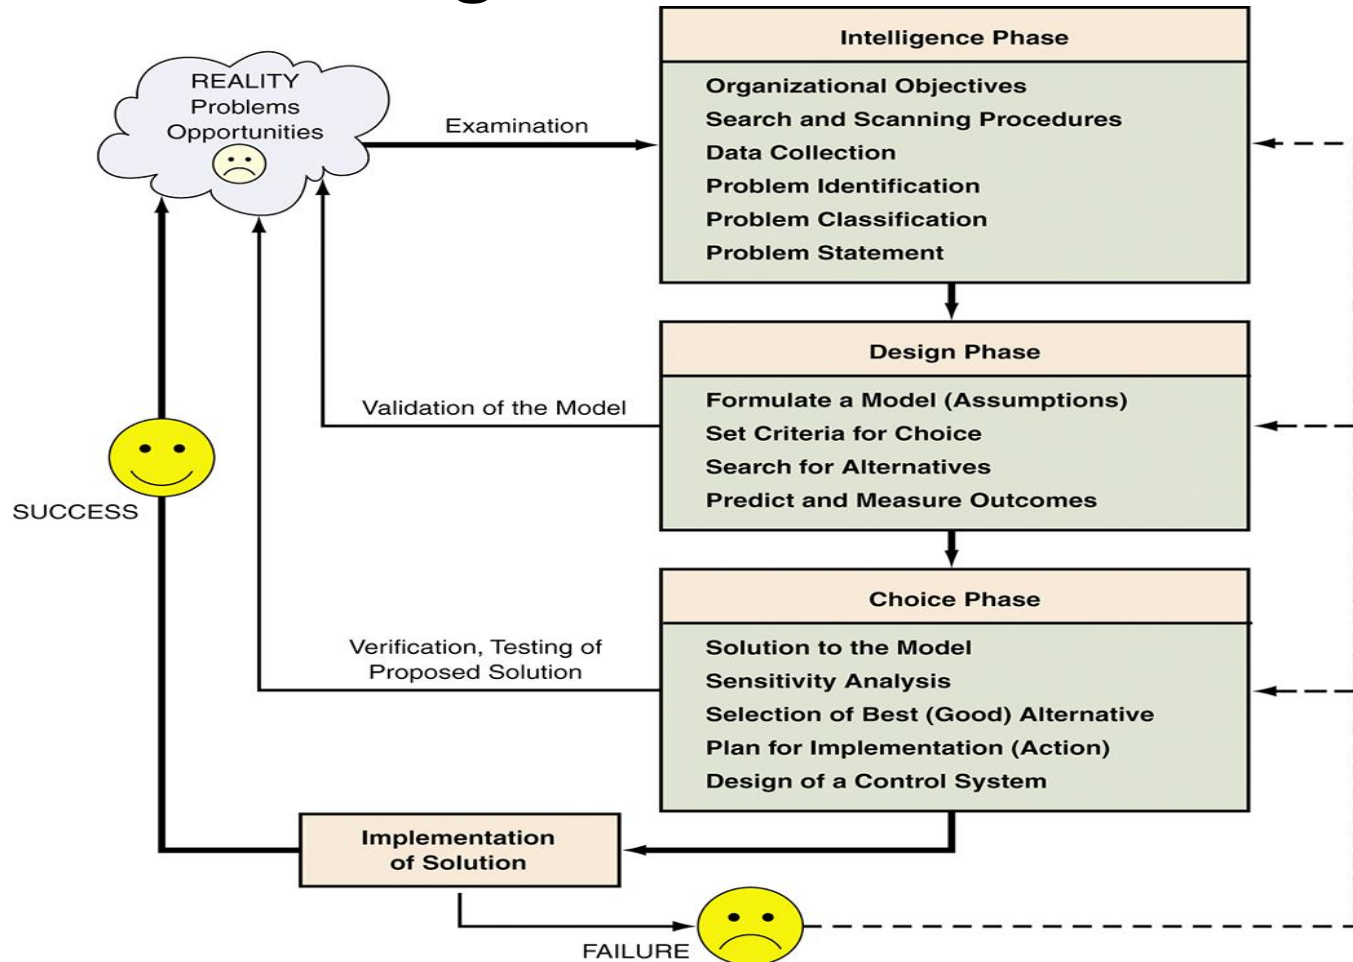 REALITY
Problems
Opportunities
Examination
Intelligence Phase
Organizational Objectives
Search and Scanning Procedures
Data Collection
Problem Identification
Problem Classification
Problem Statement
Design Phase
Validation of the Model
Formulate a Model (Assumptions)
Set Criteria for Choice
Search for Alternatives
Predict and Measure Outcomes
SUCCESS
Choice Phase
Verification, Testing of
Proposed Solution
Solution to the Model
Sensitivity Analysis
Selection of Best (Good) Alternative
Plan for Implementation (Action)
Design of a Control System
Implementation
of Solution
FAILURE